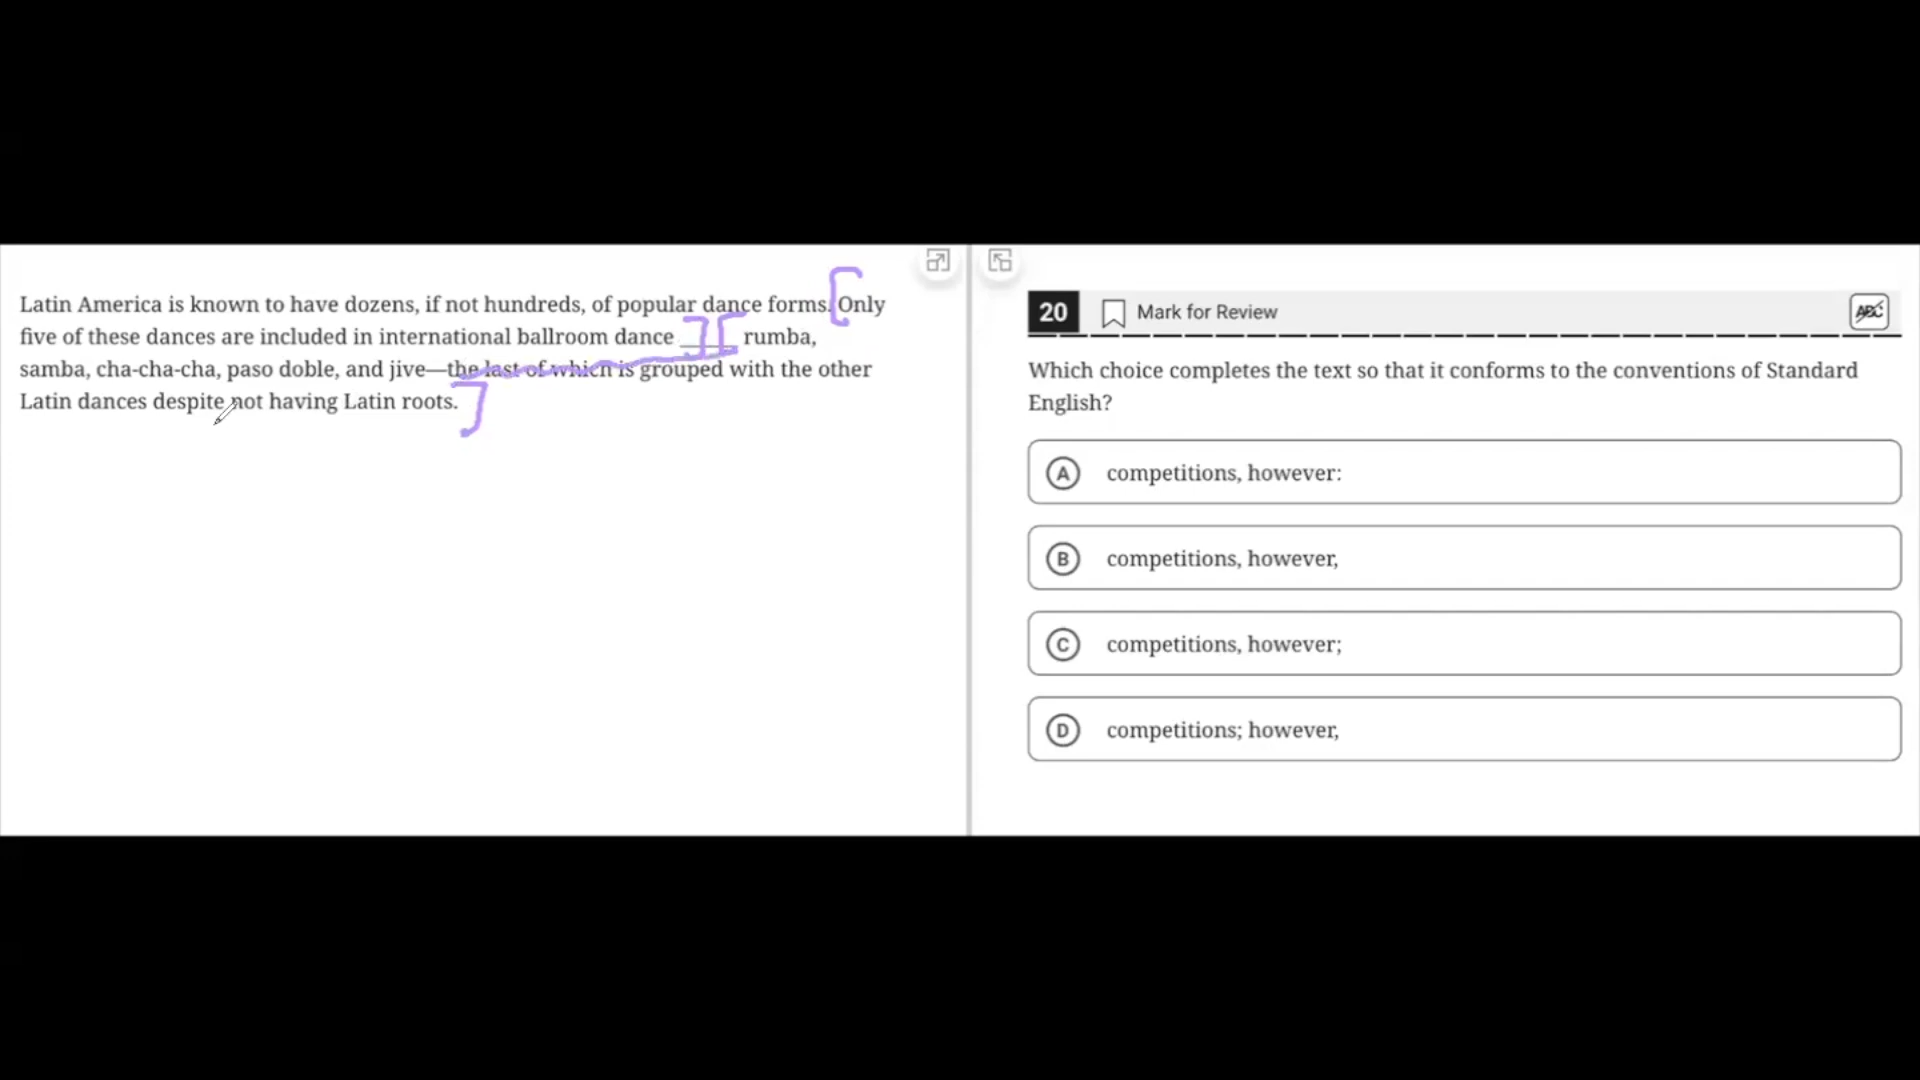 Latin America is known to have dozens, if not hundreds, of popular dance forms. Only
five of these dances are included in international ballroom dance ______ rumba,
samba, cha-cha-cha, paso doble, and jive—the last of which is grouped with the other
Latin dances despite not having Latin roots.
20 Mark for Review ABC
Which choice completes the text so that it conforms to the conventions of Standard
English?
A competitions, however:
B competitions, however,
C competitions, however;
D competitions; however,